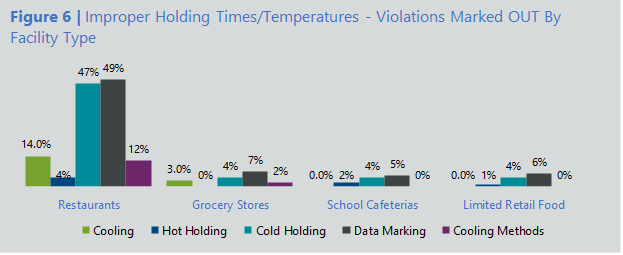 Figure 6 | Improper Holding Times/Temperatures - Violations Marked OUT By
Facility Type
14.0% 4% 47% 49% 12%
3.0% 0% 4% 7% 2%
0.0% 2% 4% 5% 0%
0.0% 1% 4% 6% 0%
Restaurants Grocery Stores School Cafeterias Limited Retail Food
Cooling Hot Holding Cold Holding Data Marking Cooling Methods